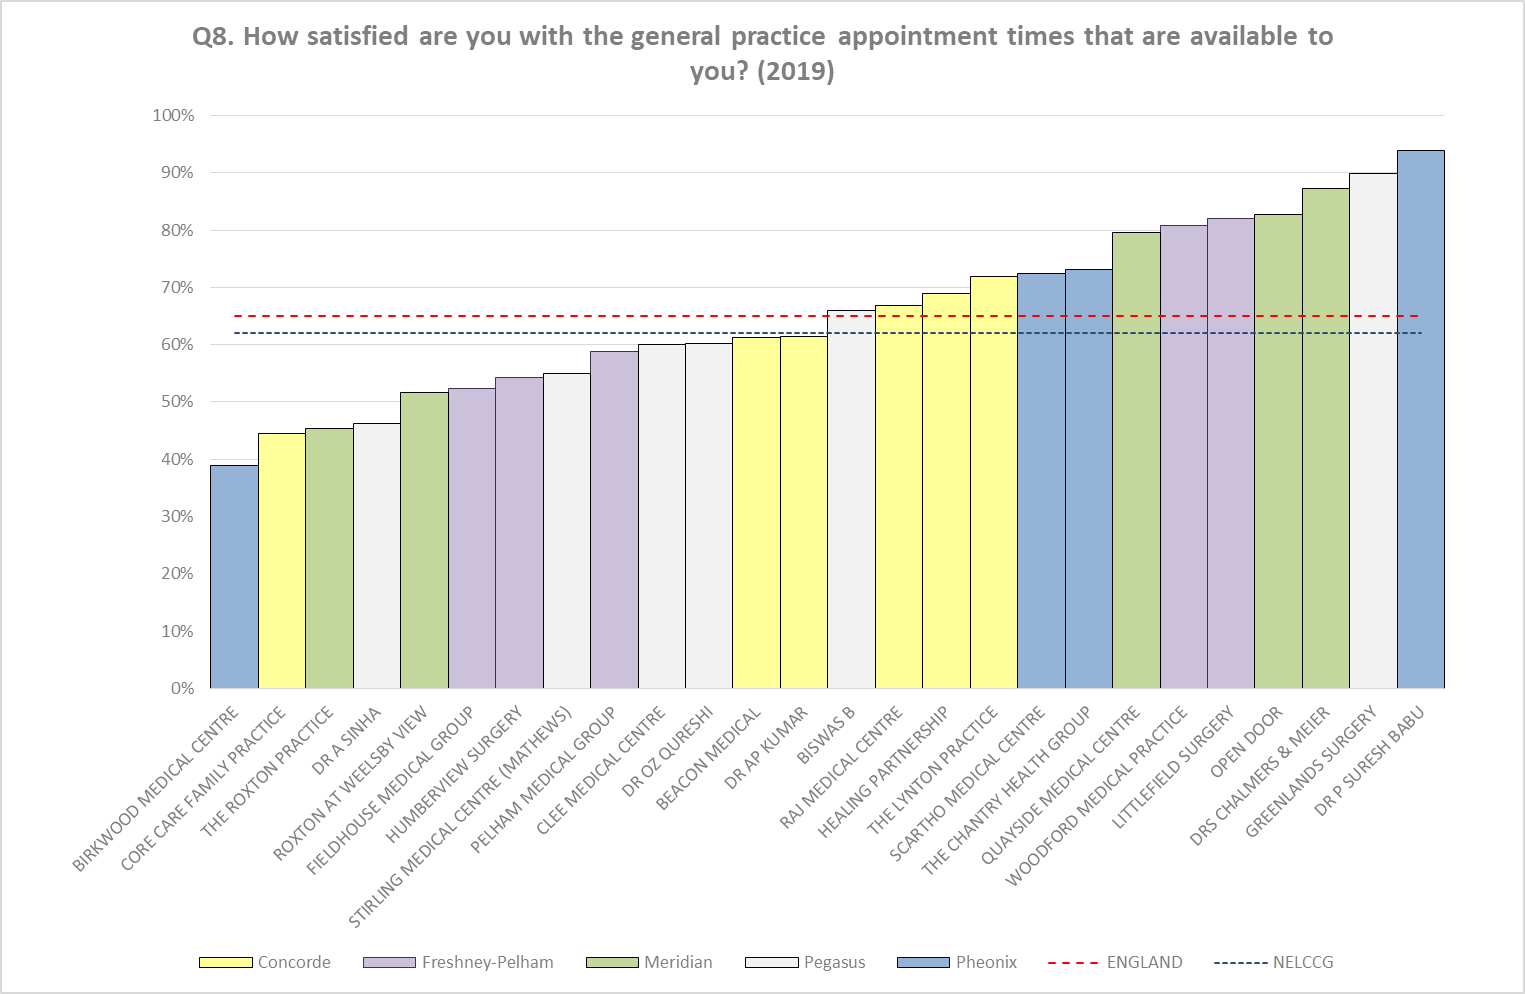 Q8. How satisfied are you with the general practice appointment times that are available to
you? (2019)
100%
90%
80%
70%
60%
50%
40%
30%
20%
10%
0%
BIRKWOOD MEDICAL CENTRE
CORE CARE FAMILY PRACTICE
THE ROXTON PRACTICE
DR A SINHA
ROXTON AT WEELSBY VIEW
FIELDHOUSE MEDICAL GROUP
HUMBERVIEW SURGERY
STIRLING MEDICAL CENTRE (MATHEWS)
PELHAM MEDICAL GROUP
CLEE MEDICAL CENTRE
DR OZ QURESHI
BEACON MEDICAL
DR AP KUMAR
BISWAS B
RAJ MEDICAL CENTRE
HEALING PARTNERSHIP
THE LYNTON PRACTICE
SCARTHO MEDICAL CENTRE
THE CHANTRY HEALTH GROUP
QUAYSIDE MEDICAL CENTRE
WOODFORD MEDICAL PRACTICE
LITTLEFIELD SURGERY
OPEN DOOR
DRS CHALMERS & MEIER
GREENLANDS SURGERY
DR P SURESH BABU
Concorde Freshney-Pelham Meridian Pegasus Pheonix ENGLAND NELCCG